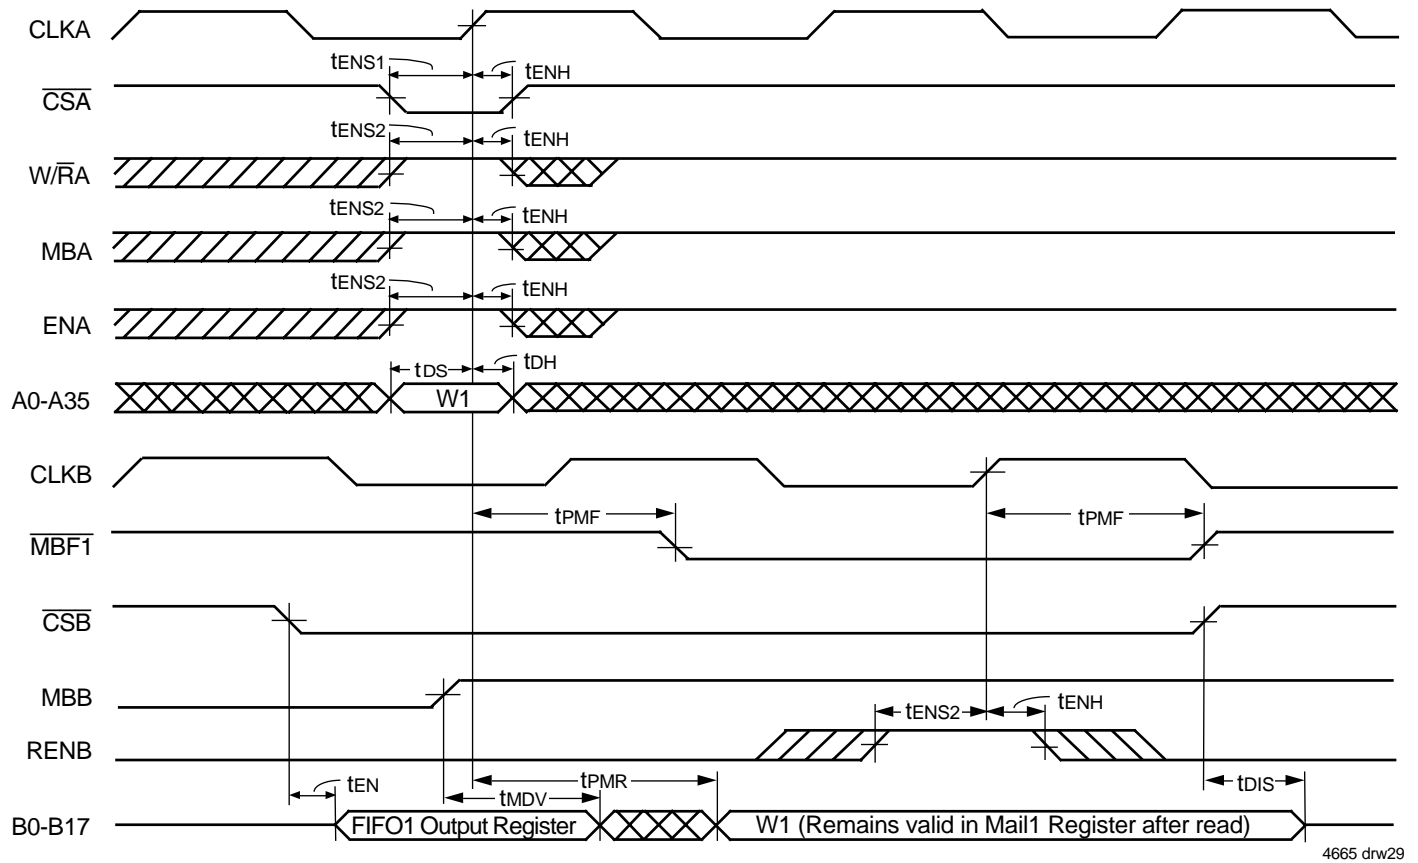 CLKA
tENS1
tENH
CSA
tENS2
tENH
W/RA
tENS2
tENH
MBA
tENS2
tENH
ENA
tDS
tDH
A0-A35
W1
CLKB
tPMF
tPMF
MBF1
CSB
MBB
tENS2
tENH
RENB
tEN
tPMR
tMDV
tDIS
B0-B17
FIFO1 Output Register
W1 (Remains valid in Mail1 Register after read)
4665 drw29